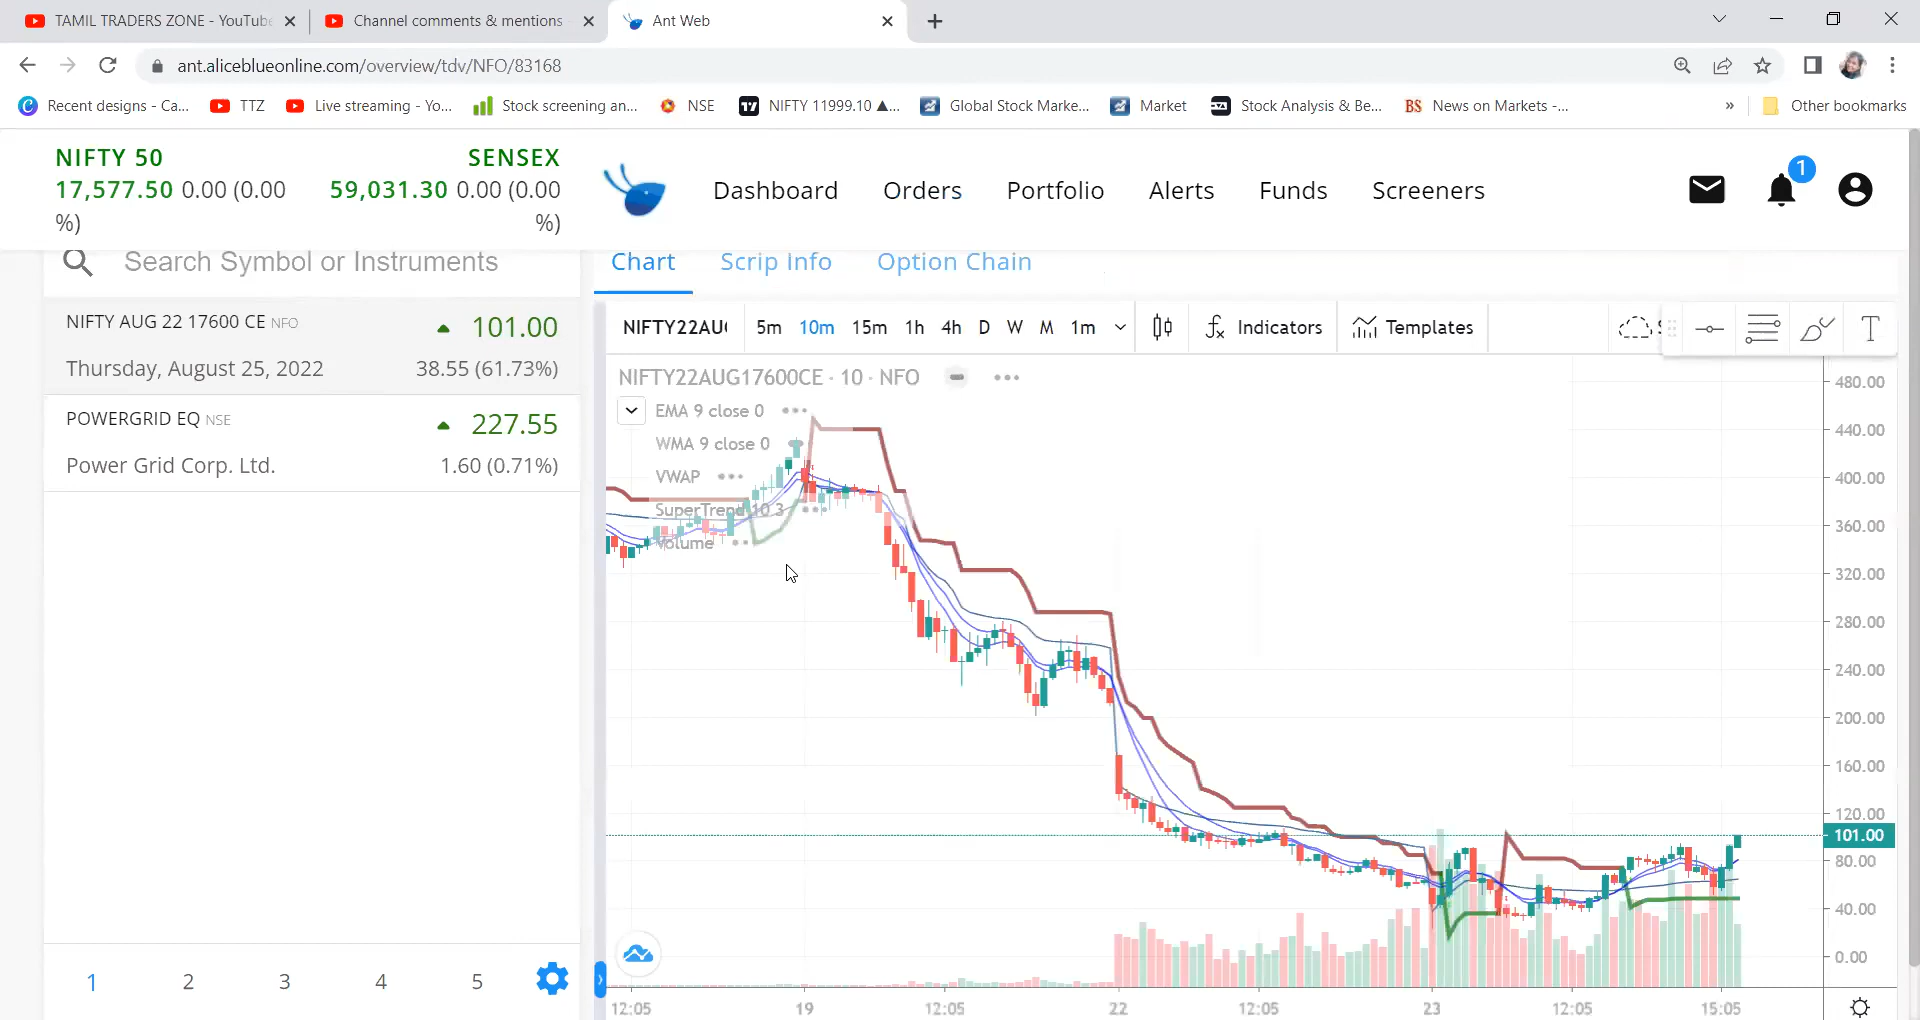 TAMIL TRADERS ZONE - YouTube
Channel comments & mentions
Ant Web
ant.aliceblueonline.com/overview/tdv/NFO/83168
Recent designs - Ca...
TTZ
Live streaming - Yo...
Stock screening an...
NSE
NIFTY 11999.10 ▲...
Global Stock Marke...
Market
Stock Analysis & Be...
BS News on Markets -...
»
Other bookmarks
NIFTY 50
17,577.50 0.00 (0.00
%)
SENSEX
59,031.30 0.00 (0.00
%)
Dashboard
Orders
Portfolio
Alerts
Funds
Screeners
1
Search Symbol or Instruments
Chart
Scrip Info
Option Chain
NIFTY AUG 22 17600 CE NFO
101.00
Thursday, August 25, 2022
38.55 (61.73%)
POWERGRID EQ NSE
227.55
Power Grid Corp. Ltd.
1.60 (0.71%)
1 2 3 4 5
NIFTY22AU
5m 10m 15m 1h 4h D W M 1m
Indicators
Templates
T
NIFTY22AUG17600CE · 10 · NFO
EMA 9 close 0
WMA 9 close 0
VWAP
SuperTrend 10 3
Volume
480.00
440.00
400.00
360.00
320.00
280.00
240.00
200.00
160.00
120.00
101.00
80.00
40.00
0.00
12:05 19 12:05 22 12:05 23 12:05 15:05